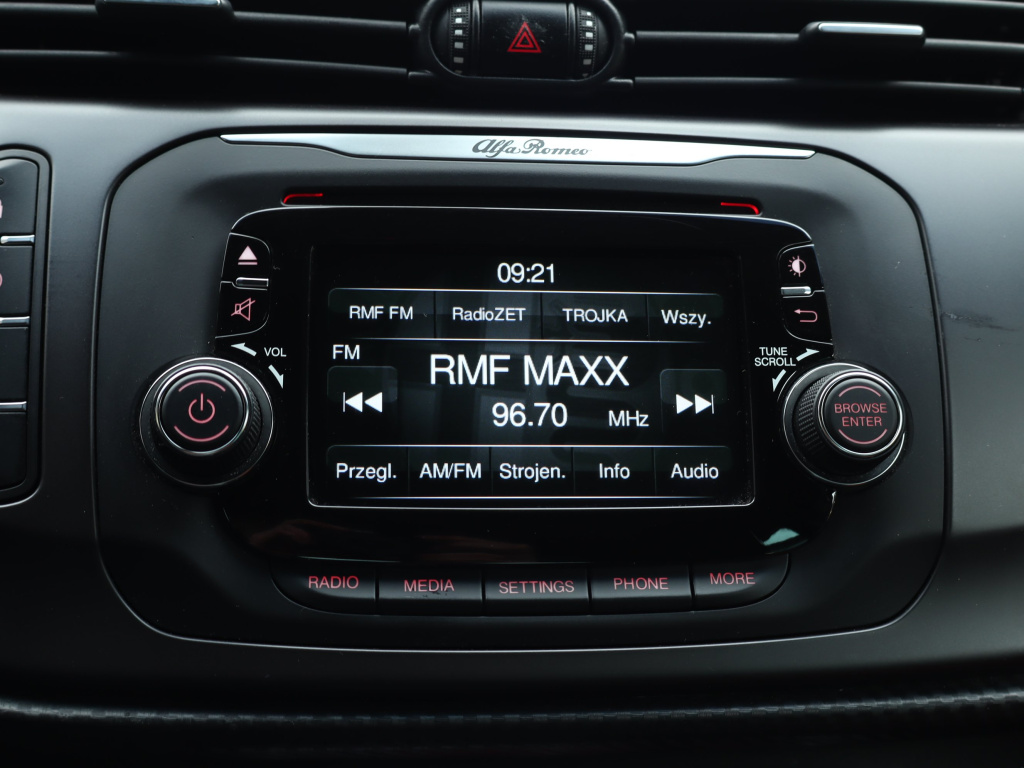 Alfa Romeo
09:21
RMF FM RadioZET TROJKA Wszy.
FM
RMF MAXX
96.70 MHz
Przegl. AM/FM Strojen. Info Audio
VOL
TUNE
SCROLL
BROWSE
ENTER
RADIO MEDIA SETTINGS PHONE MORE